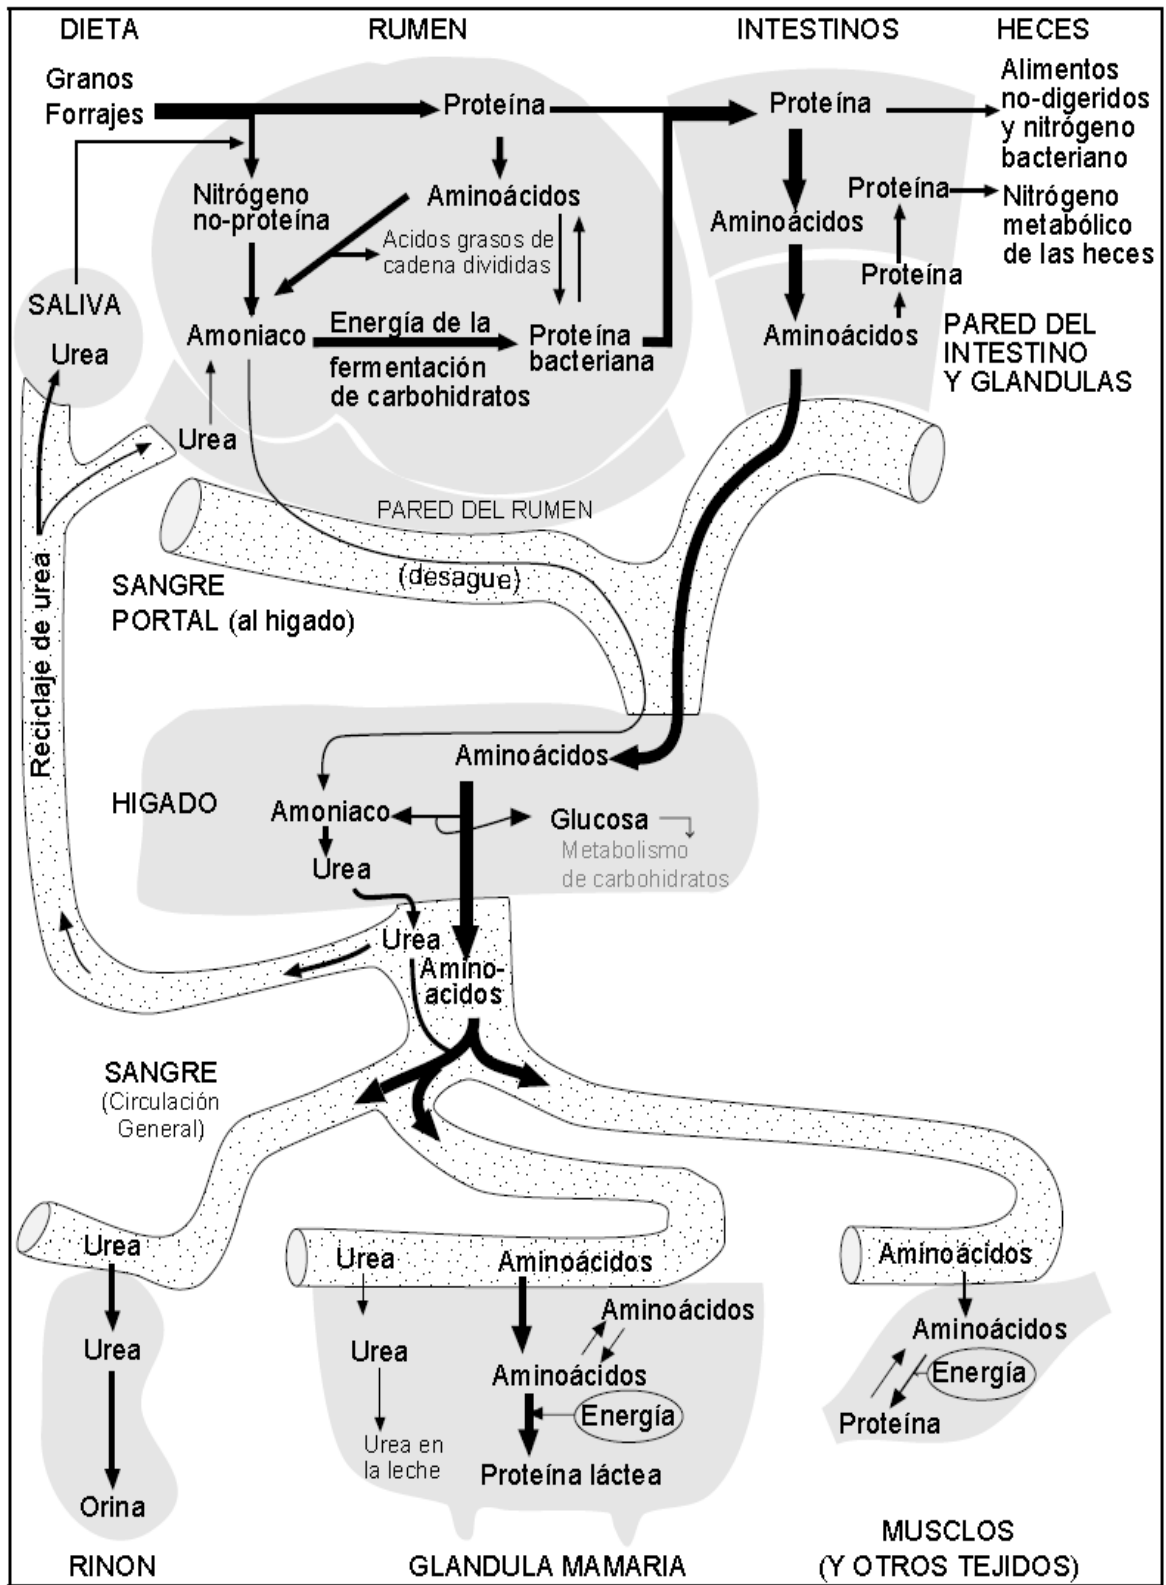 DIETA
RUMEN
INTESTINOS
HECES
Granos
Forrajes
Proteína
Proteína
Alimentos
no-digeridos
y nitrógeno
bacteriano
Nitrógeno
no-proteína
Aminoácidos
Aminoácidos
Proteína
Nitrógeno
metabólico
de las heces
Acidos grasos de
cadena divididas
Proteína
SALIVA
Urea
Amoniaco
Energía de la
fermentación
de carbohidratos
Proteína
bacteriana
Aminoácidos
PARED DEL
INTESTINO
Y GLANDULAS
Urea
PARED DEL RUMEN
(desague)
SANGRE
PORTAL (al higado)
Reciclaje de urea
Aminoácidos
HIGADO
Amoniaco
Glucosa
Metabolismo
de carbohidratos
Urea
Urea
Amino-
acidos
SANGRE
(Circulación
General)
Urea
Urea
Aminoácidos
Aminoácidos
Urea
Urea
Aminoácidos
Aminoácidos
Energía
Aminoácidos
Energía
Proteína
Urea en
la leche
Proteína láctea
Orina
RINON
GLANDULA MAMARIA
MUSCLOS
(Y OTROS TEJIDOS)